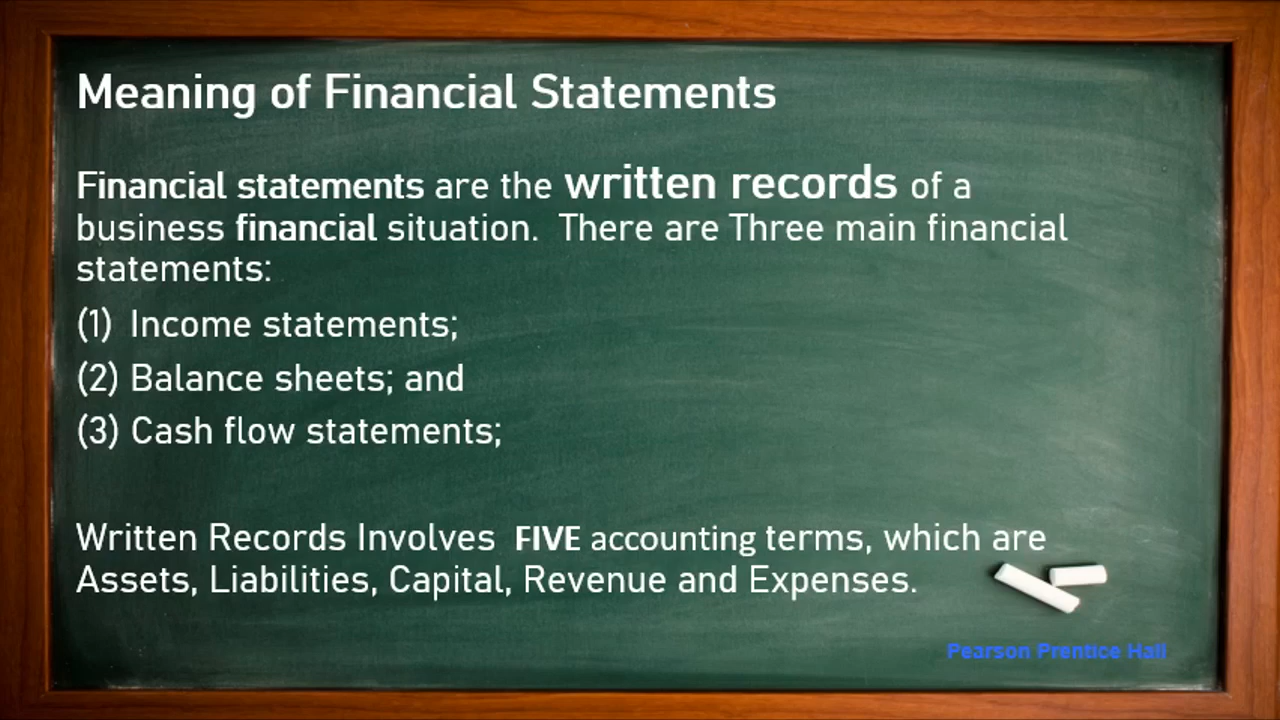 Meaning of Financial Statements
Financial statements are the written records of a
business financial situation.  There are Three main financial
statements:
(1)  Income statements;
(2) Balance sheets; and
(3) Cash flow statements;
Written Records Involves  FIVE accounting terms, which are
Assets, Liabilities, Capital, Revenue and Expenses.
Pearson Prentice Hall